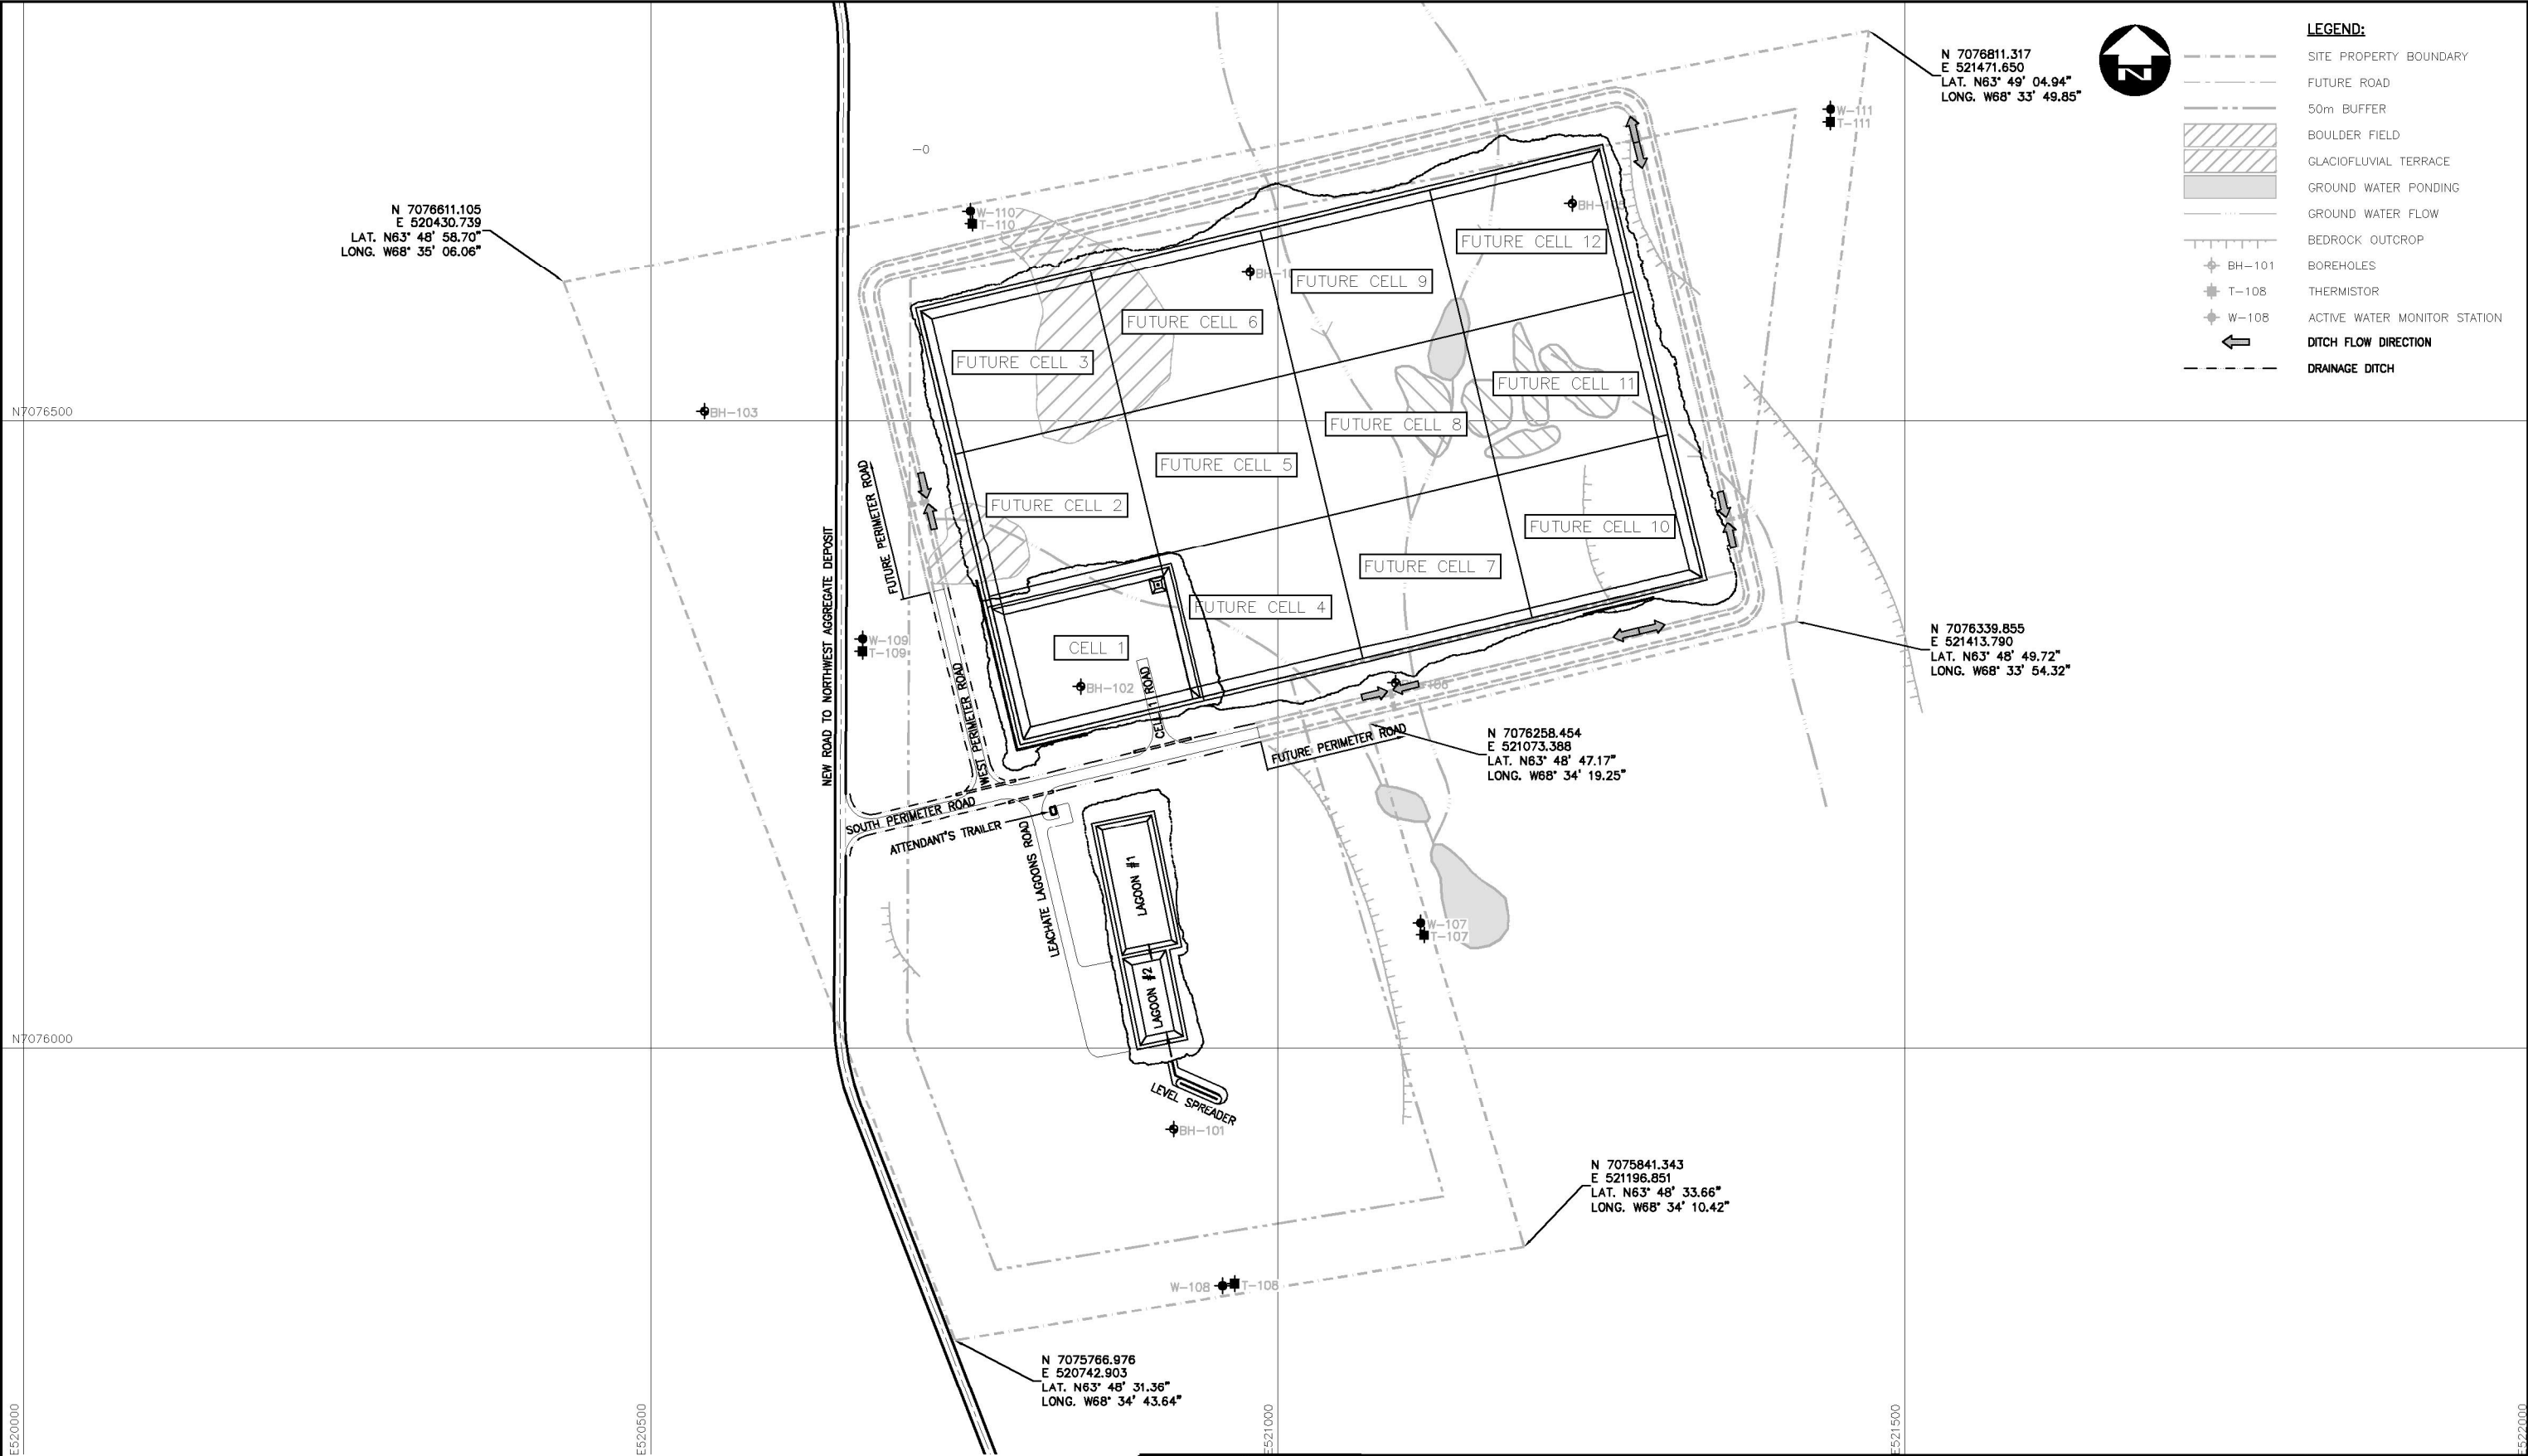 LEGEND:
SITE PROPERTY BOUNDARY
FUTURE ROAD
50m BUFFER
BOULDER FIELD
GLACIOFLUVIAL TERRACE
GROUND WATER PONDING
GROUND WATER FLOW
BEDROCK OUTCROP
BH-101 BOREHOLES
T-108 THERMISTOR
W-108 ACTIVE WATER MONITOR STATION
DITCH FLOW DIRECTION
DRAINAGE DITCH
N
N 7076811.317
E 521471.650
LAT. N63° 49' 04.94"
LONG. W68° 33' 49.85"
W-111
T-111
-0
N 7076611.105
E 520430.739
LAT. N63° 48' 58.70"
LONG. W68° 35' 06.06"
W-110
T-110
FUTURE CELL 12
FUTURE CELL 9
FUTURE CELL 6
FUTURE CELL 3
FUTURE CELL 11
FUTURE CELL 8
FUTURE CELL 5
FUTURE CELL 2
FUTURE CELL 10
FUTURE CELL 7
FUTURE CELL 4
CELL 1
N7076500
BH-103
FUTURE PERIMETER ROAD
NEW ROAD TO NORTHWEST AGGREGATE DEPOSIT
W-109
T-109
BH-102
WEST PERIMETER ROAD
CELL 1 ROAD
N 7076339.855
E 521413.790
LAT. N63° 48' 49.72"
LONG. W68° 33' 54.32"
FUTURE PERIMETER ROAD
N 7076258.454
E 521073.388
LAT. N63° 48' 47.17"
LONG. W68° 34' 19.25"
SOUTH PERIMETER ROAD
ATTENDANT'S TRAILER
LEACHATE LAGOONS ROAD
LAGOON #1
LAGOON #2
W-107
T-107
N7076000
LEVEL SPREADER
BH-101
N 7075841.343
E 521196.851
LAT. N63° 48' 33.66"
LONG. W68° 34' 10.42"
W-108
T-108
N 7075766.976
E 520742.903
LAT. N63° 48' 31.36"
LONG. W68° 34' 43.64"
E520000
E520500
E521000
E521500
E522000